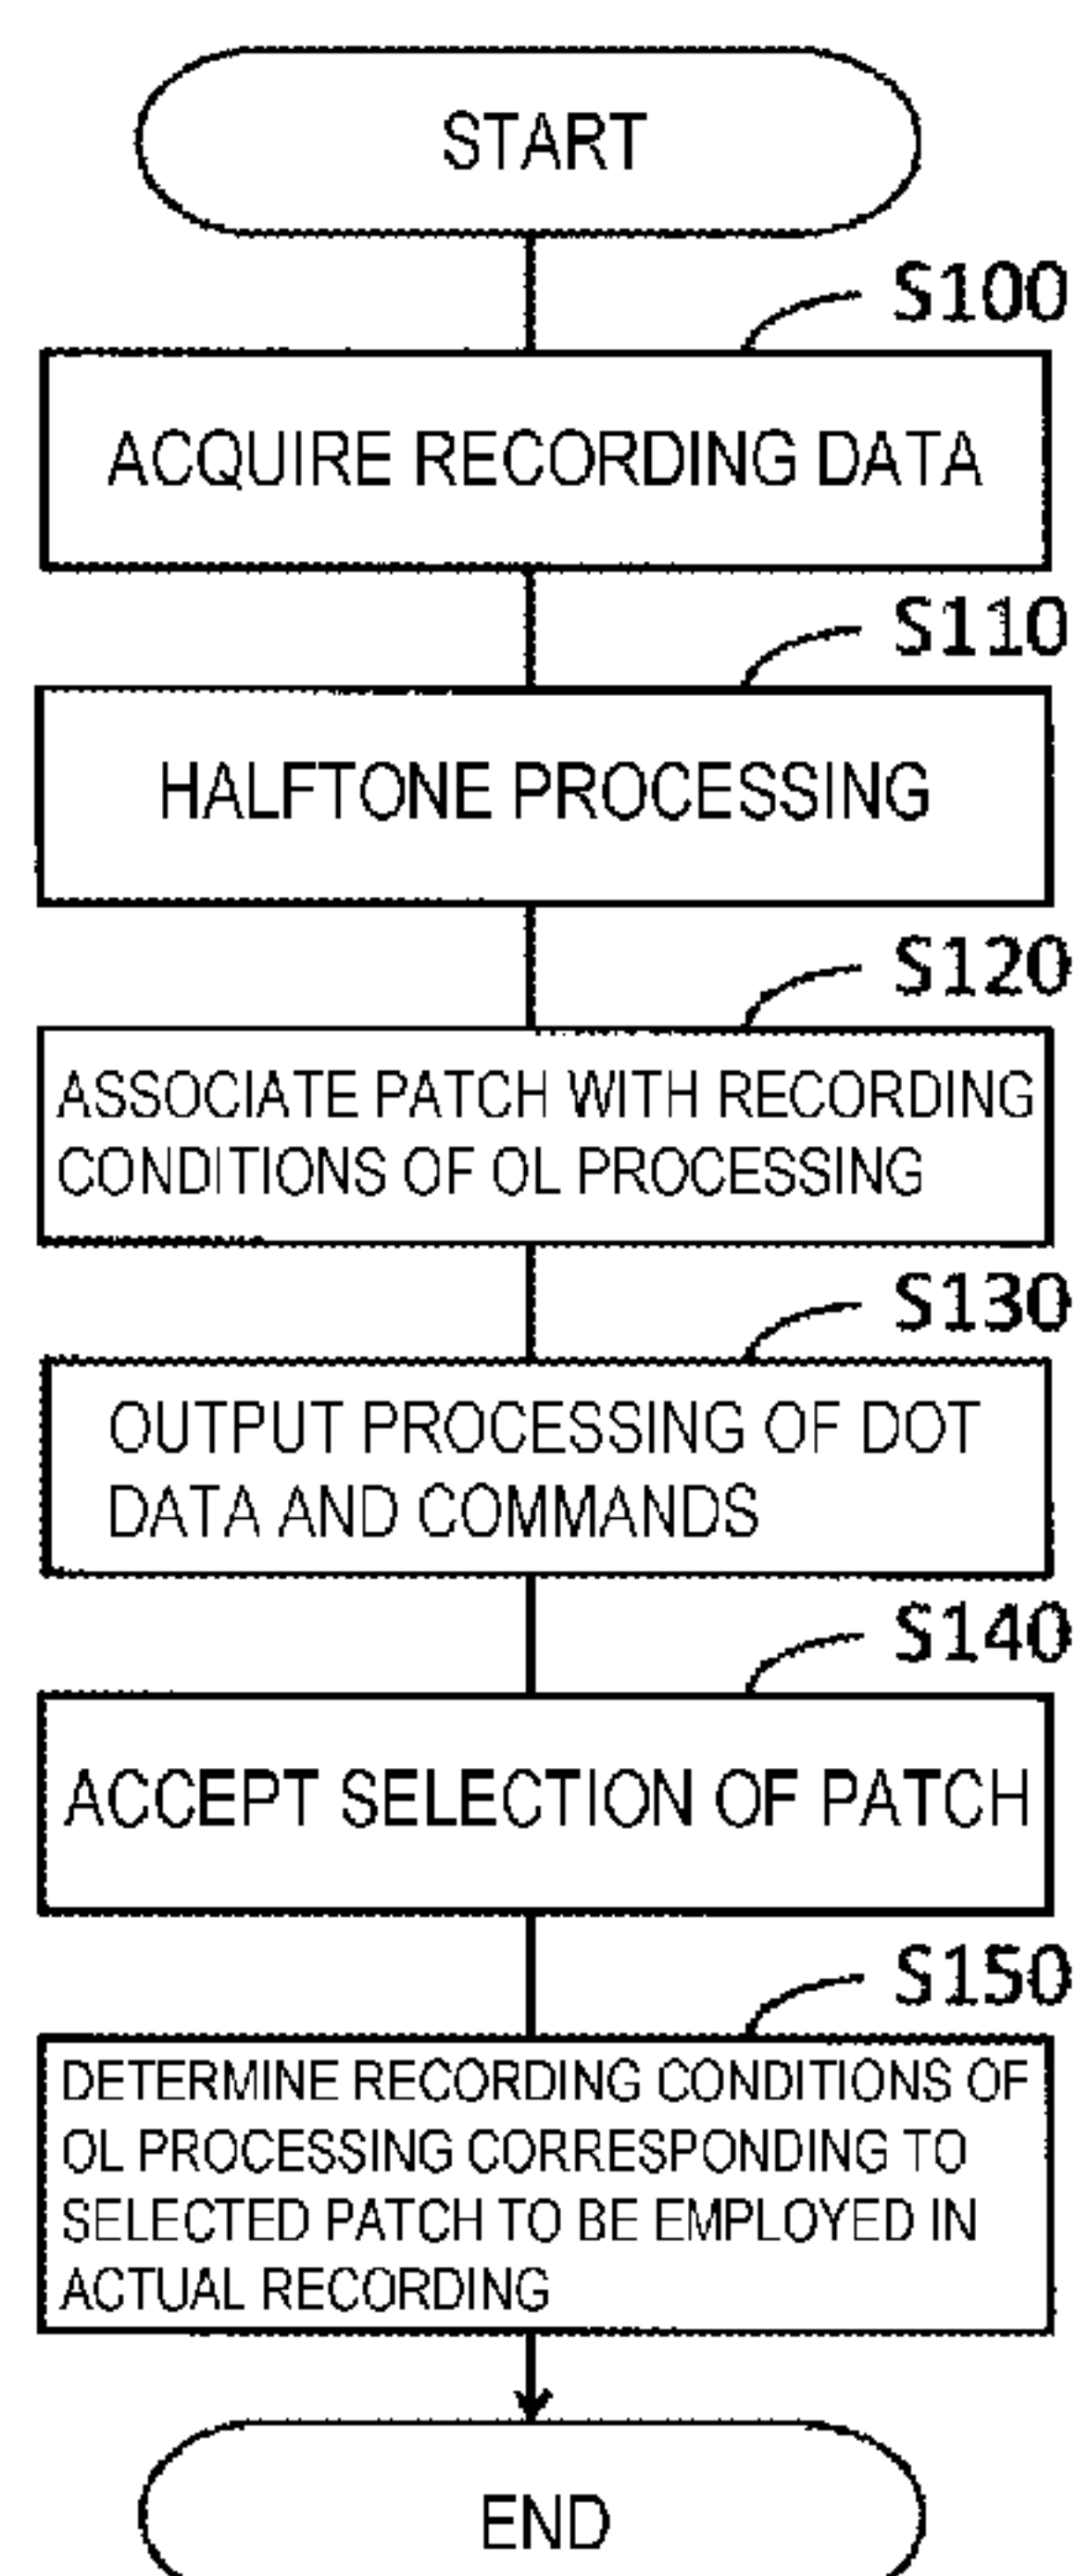 START
S100
ACQUIRE RECORDING DATA
S110
HALFTONE PROCESSING
S120
ASSOCIATE PATCH WITH RECORDING
CONDITIONS OF OL PROCESSING
S130
OUTPUT PROCESSING OF DOT
DATA AND COMMANDS
S140
ACCEPT SELECTION OF PATCH
S150
DETERMINE RECORDING CONDITIONS OF
OL PROCESSING CORRESPONDING TO
SELECTED PATCH TO BE EMPLOYED IN
ACTUAL RECORDING
END